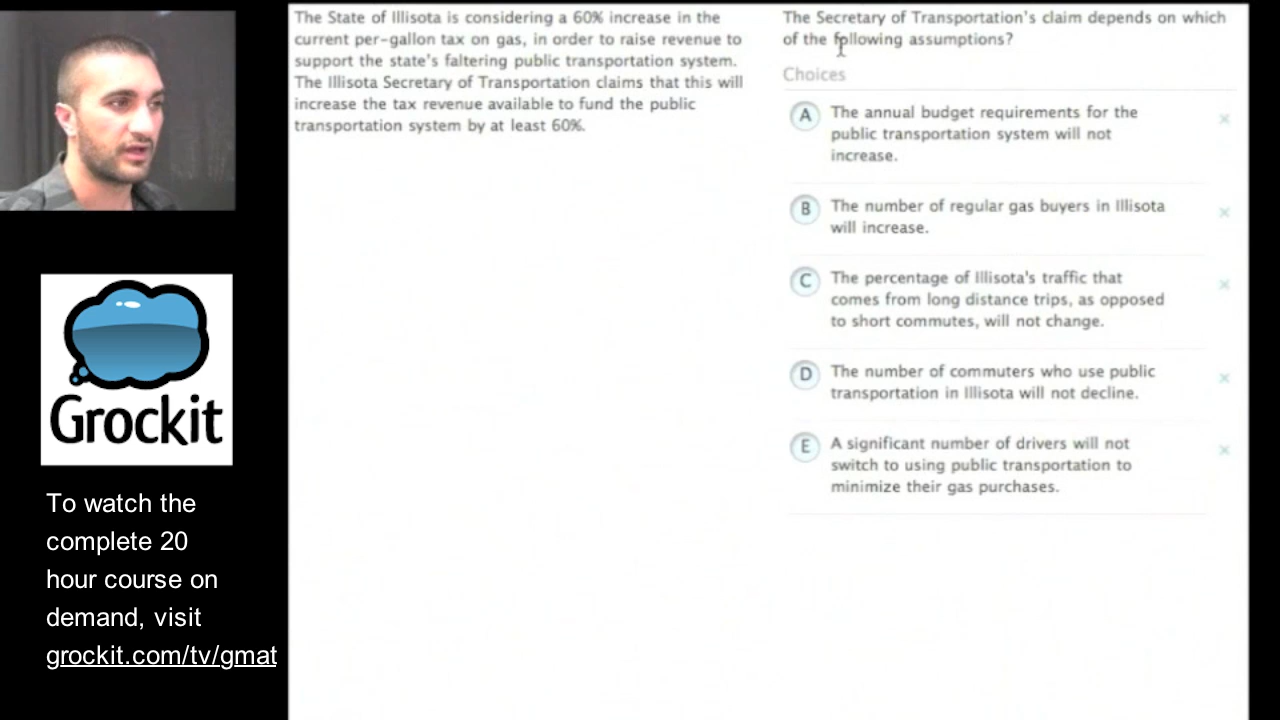 The State of Illisota is considering a 60% increase in the
current per-gallon tax on gas, in order to raise revenue to
support the state's faltering public transportation system.
The Illisota Secretary of Transportation claims that this will
increase the tax revenue available to fund the public
transportation system by at least 60%.
The Secretary of Transportation's claim depends on which
of the following assumptions?
Choices
A
The annual budget requirements for the
public transportation system will not
increase.
B
The number of regular gas buyers in Illisota
will increase.
C
The percentage of Illisota's traffic that
comes from long distance trips, as opposed
to short commutes, will not change.
D
The number of commuters who use public
transportation in Illisota will not decline.
E
A significant number of drivers will not
switch to using public transportation to
minimize their gas purchases.
Grockit
To watch the
complete 20
hour course on
demand, visit
grockit.com/tv/gmat